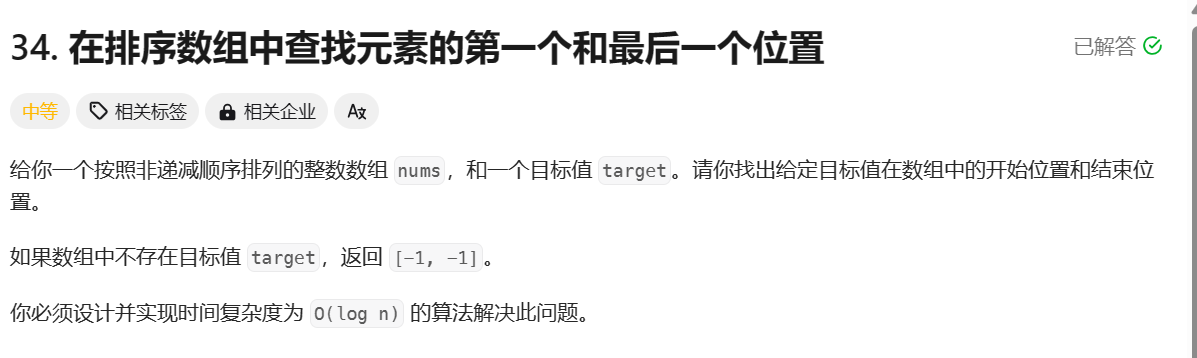 34. 在排序数组中查找元素的第一个和最后一个位置
已解答
中等 相关标签 相关企业
给你一个按照非递减顺序排列的整数数组 nums，和一个目标值 target。请你找出给定目标值在数组中的开始位置和结束位
置。
如果数组中不存在目标值 target，返回 [-1, -1]。
你必须设计并实现时间复杂度为 O(log n) 的算法解决此问题。